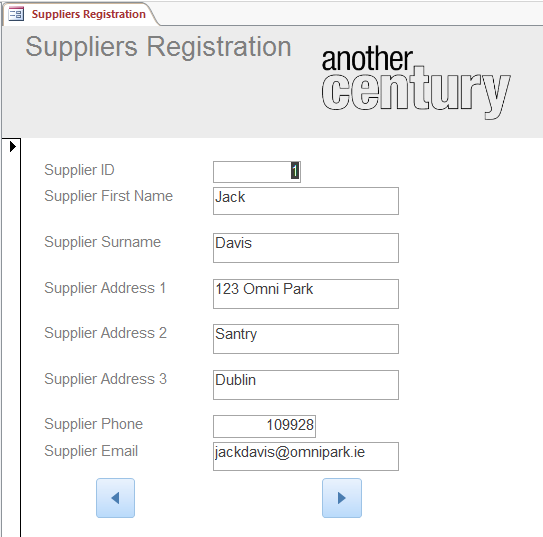 Suppliers Registration
Suppliers Registration
another
century
Supplier ID 1
Supplier First Name Jack
Supplier Surname Davis
Supplier Address 1 123 Omni Park
Supplier Address 2 Santry
Supplier Address 3 Dublin
Supplier Phone 109928
Supplier Email jackdavis@omnipark.ie